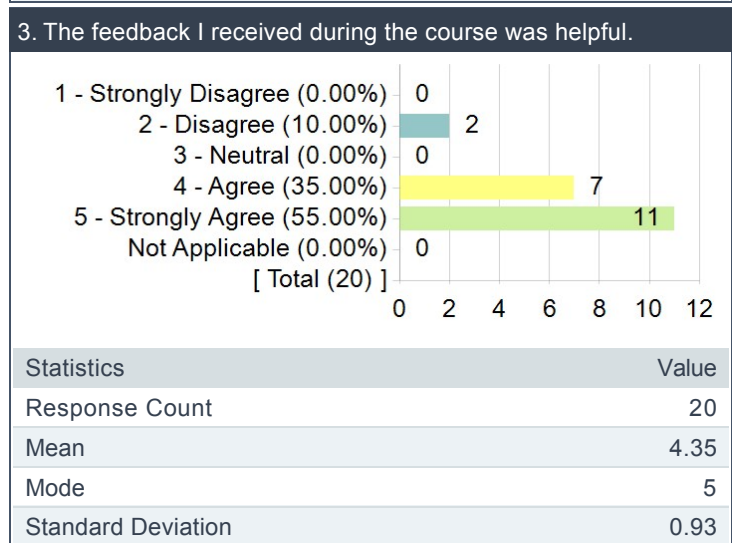 3. The feedback I received during the course was helpful.
1 - Strongly Disagree (0.00%) 0
2 - Disagree (10.00%) 2
3 - Neutral (0.00%) 0
4 - Agree (35.00%) 7
5 - Strongly Agree (55.00%) 11
Not Applicable (0.00%) 0
[ Total (20) ]
0 2 4 6 8 10 12
Statistics Value
Response Count 20
Mean 4.35
Mode 5
Standard Deviation 0.93